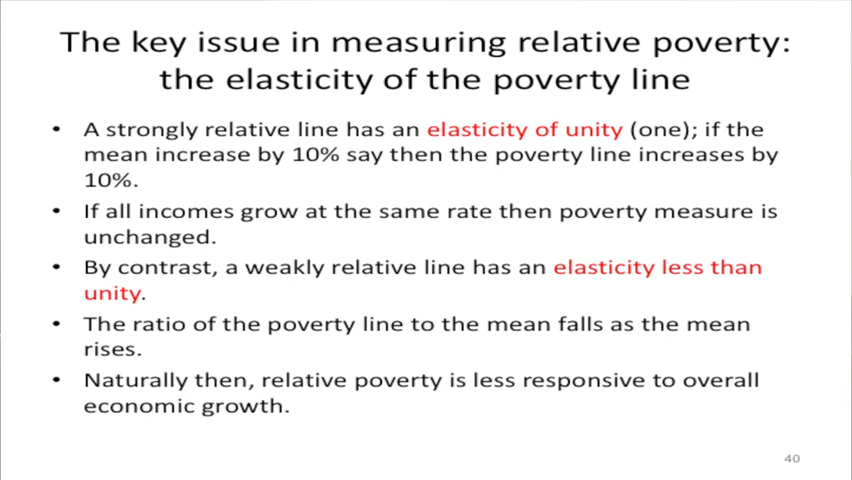 The key issue in measuring relative poverty:
the elasticity of the poverty line
• A strongly relative line has an elasticity of unity (one); if the
mean increase by 10% say then the poverty line increases by
10%.
• If all incomes grow at the same rate then poverty measure is
unchanged.
• By contrast, a weakly relative line has an elasticity less than
unity.
• The ratio of the poverty line to the mean falls as the mean
rises.
• Naturally then, relative poverty is less responsive to overall
economic growth.
40